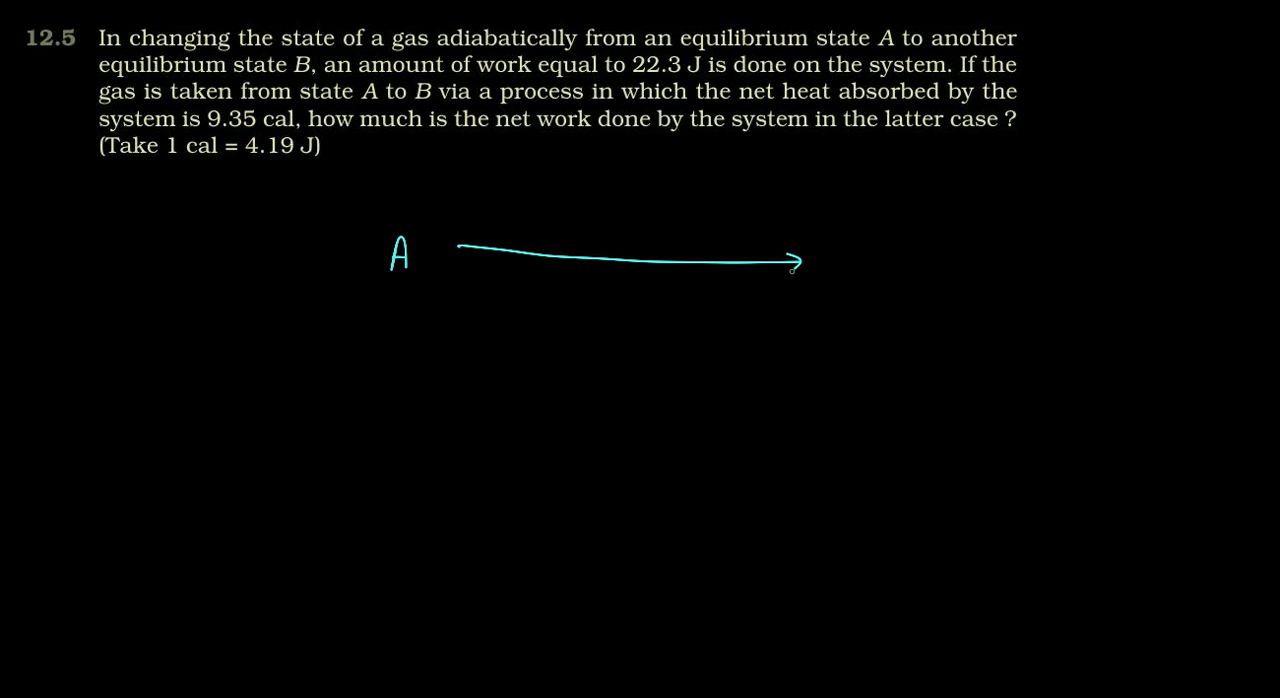 12.5 In changing the state of a gas adiabatically from an equilibrium state A to another
equilibrium state B, an amount of work equal to 22.3 J is done on the system. If the
gas is taken from state A to B via a process in which the net heat absorbed by the
system is 9.35 cal, how much is the net work done by the system in the latter case ?
(Take 1 cal = 4.19 J)
A